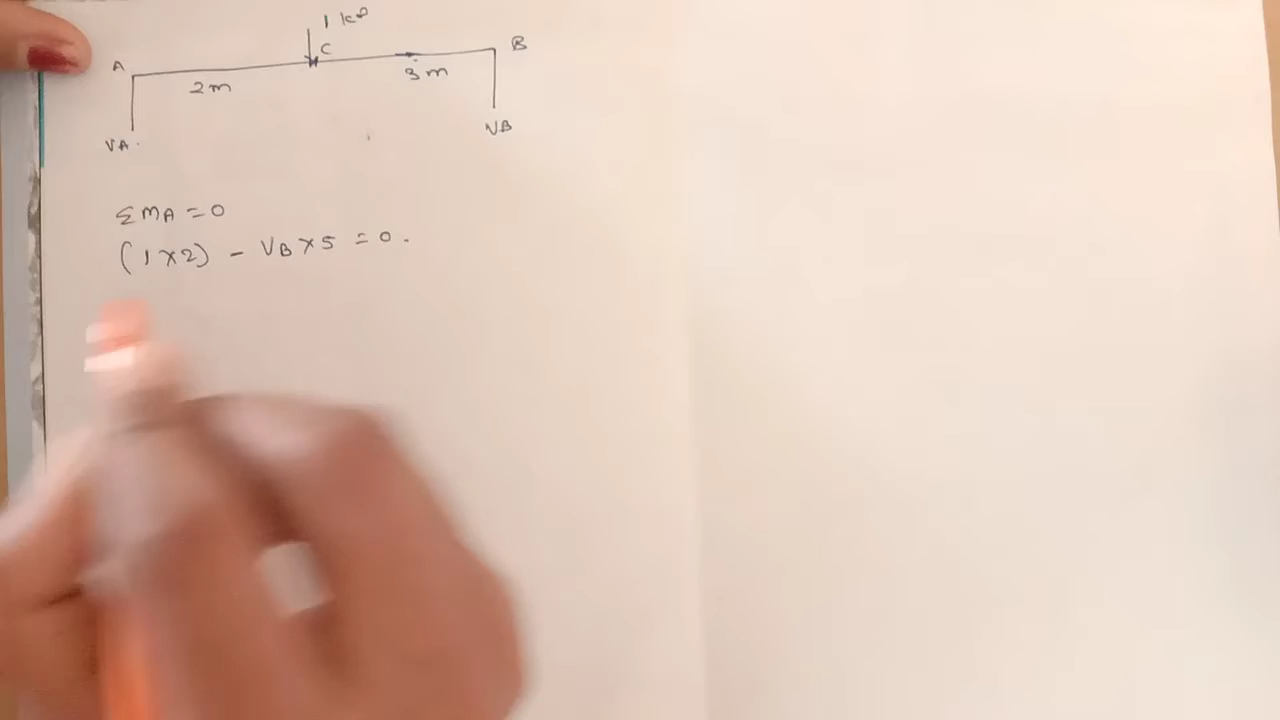 1 kN
A
C
B
2m
3m
VA
VB
ΣMA = 0
(1×2) - VB×5 = 0.